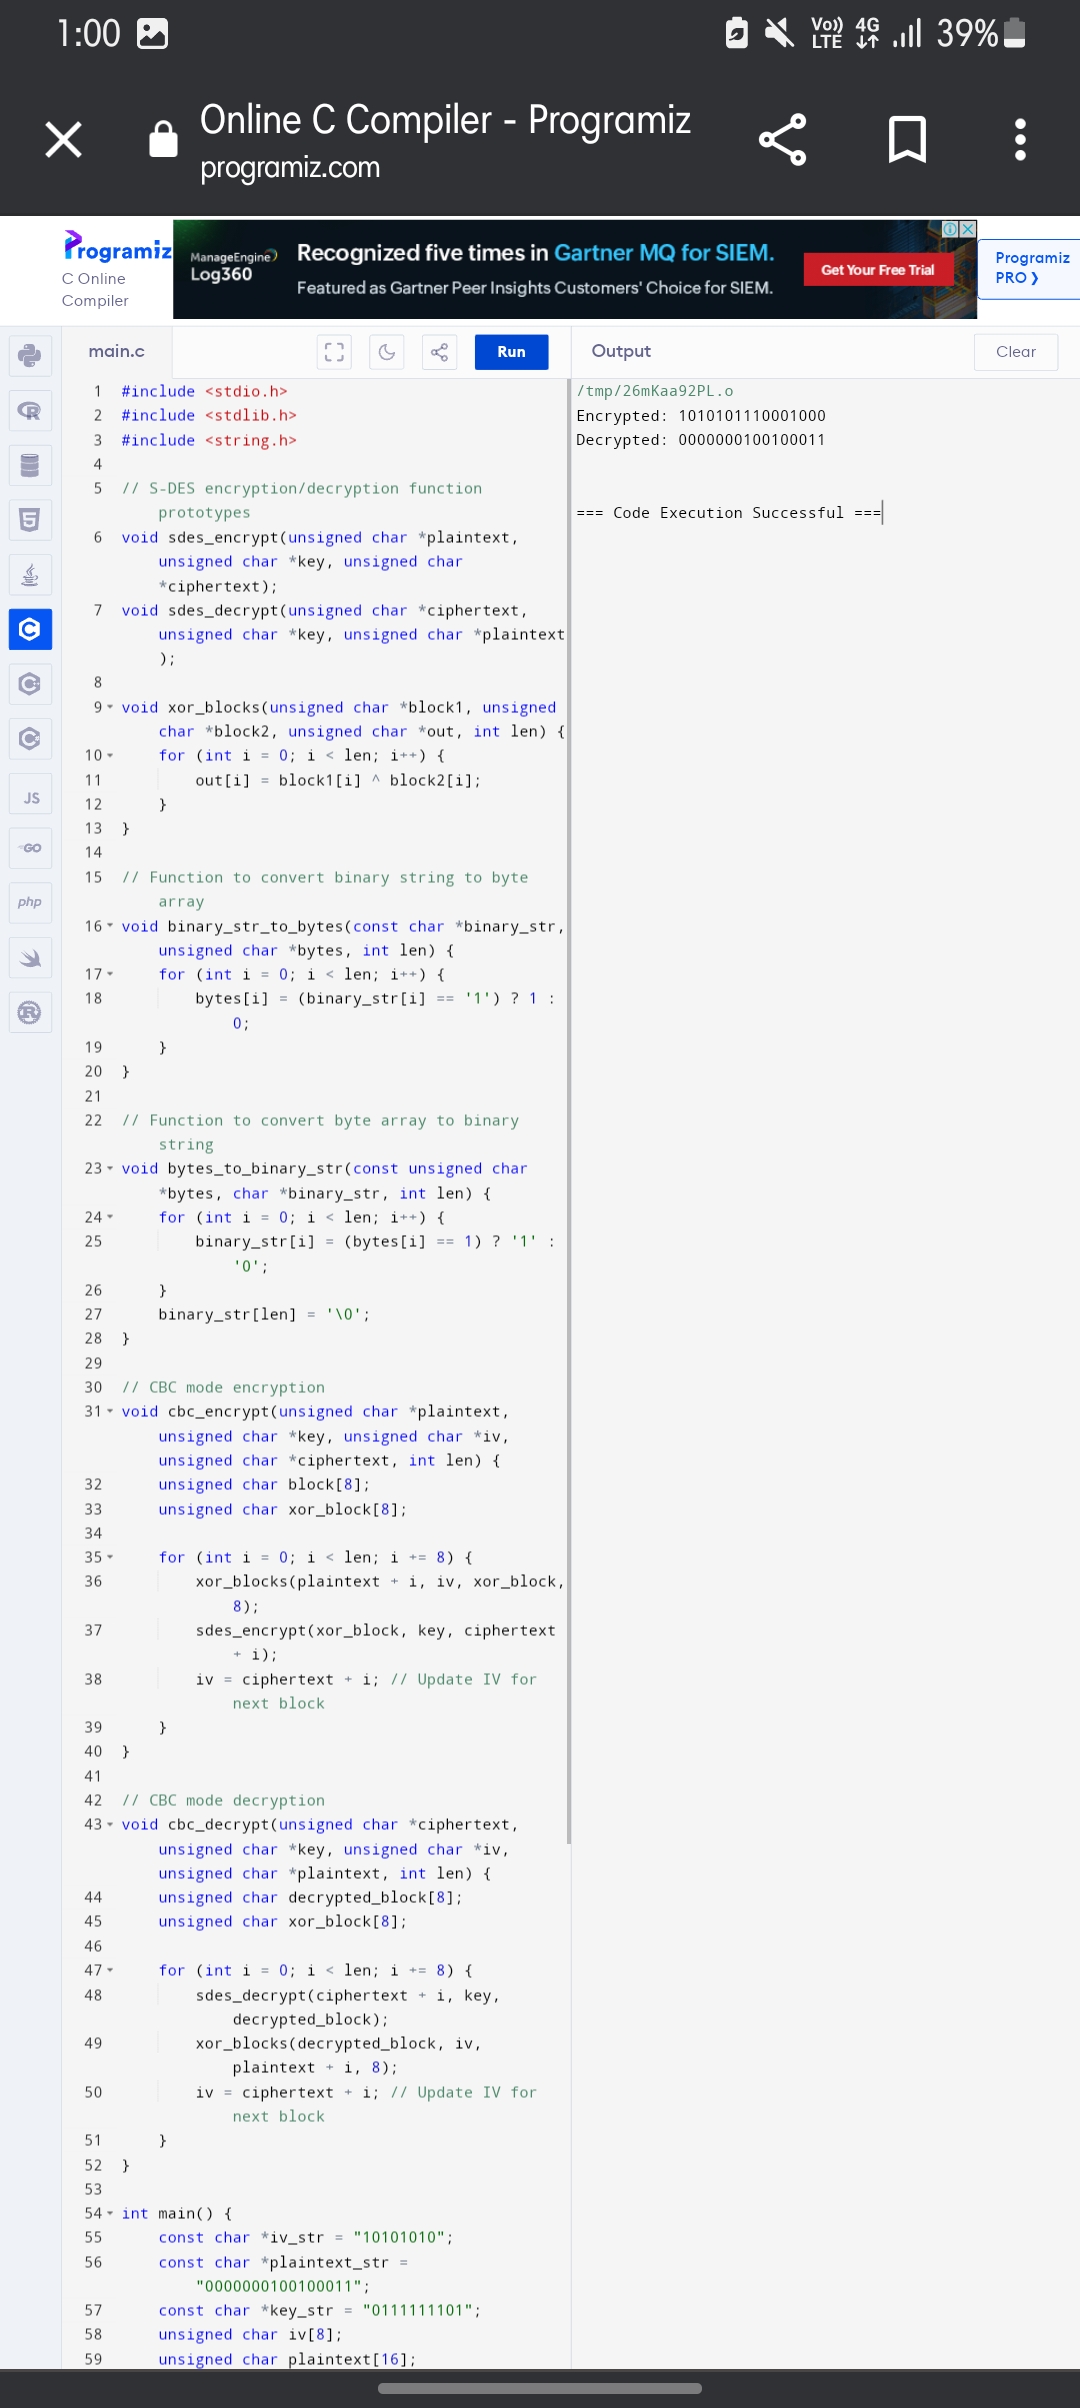 1:00
Vo)) LTE 4G 39%
Online C Compiler - Programiz
programiz.com
Programiz
C Online
Compiler
ManageEngine
Log360
Recognized five times in Gartner MQ for SIEM.
Featured as Gartner Peer Insights Customers' Choice for SIEM.
Get Your Free Trial
Programiz
PRO ❯
main.c
Run
Output
Clear
JS
GO
php
1 #include <stdio.h>
2 #include <stdlib.h>
3 #include <string.h>
4
5 // S-DES encryption/decryption function
prototypes
6 void sdes_encrypt(unsigned char *plaintext,
unsigned char *key, unsigned char
*ciphertext);
7 void sdes_decrypt(unsigned char *ciphertext,
unsigned char *key, unsigned char *plaintext
);
8
9 void xor_blocks(unsigned char *block1, unsigned
char *block2, unsigned char *out, int len) {
10 for (int i = 0; i < len; i++) {
11 out[i] = block1[i] ^ block2[i];
12 }
13 }
14
15 // Function to convert binary string to byte
array
16 void binary_str_to_bytes(const char *binary_str,
unsigned char *bytes, int len) {
17 for (int i = 0; i < len; i++) {
18 bytes[i] = (binary_str[i] == '1') ? 1 :
0;
19 }
20 }
21
22 // Function to convert byte array to binary
string
23 void bytes_to_binary_str(const unsigned char
*bytes, char *binary_str, int len) {
24 for (int i = 0; i < len; i++) {
25 binary_str[i] = (bytes[i] == 1) ? '1' :
'0';
26 }
27 binary_str[len] = '\0';
28 }
29
30 // CBC mode encryption
31 void cbc_encrypt(unsigned char *plaintext,
unsigned char *key, unsigned char *iv,
unsigned char *ciphertext, int len) {
32 unsigned char block[8];
33 unsigned char xor_block[8];
34
35 for (int i = 0; i < len; i += 8) {
36 xor_blocks(plaintext + i, iv, xor_block,
8);
37 sdes_encrypt(xor_block, key, ciphertext
+ i);
38 iv = ciphertext + i; // Update IV for
next block
39 }
40 }
41
42 // CBC mode decryption
43 void cbc_decrypt(unsigned char *ciphertext,
unsigned char *key, unsigned char *iv,
unsigned char *plaintext, int len) {
44 unsigned char decrypted_block[8];
45 unsigned char xor_block[8];
46
47 for (int i = 0; i < len; i += 8) {
48 sdes_decrypt(ciphertext + i, key,
decrypted_block);
49 xor_blocks(decrypted_block, iv,
plaintext + i, 8);
50 iv = ciphertext + i; // Update IV for
next block
51 }
52 }
53
54 int main() {
55 const char *iv_str = "10101010";
56 const char *plaintext_str =
"0000000100100011";
57 const char *key_str = "0111111101";
58 unsigned char iv[8];
59 unsigned char plaintext[16];
/tmp/26mKaa92PL.o
Encrypted: 1010101110001000
Decrypted: 0000000100100011
=== Code Execution Successful ===